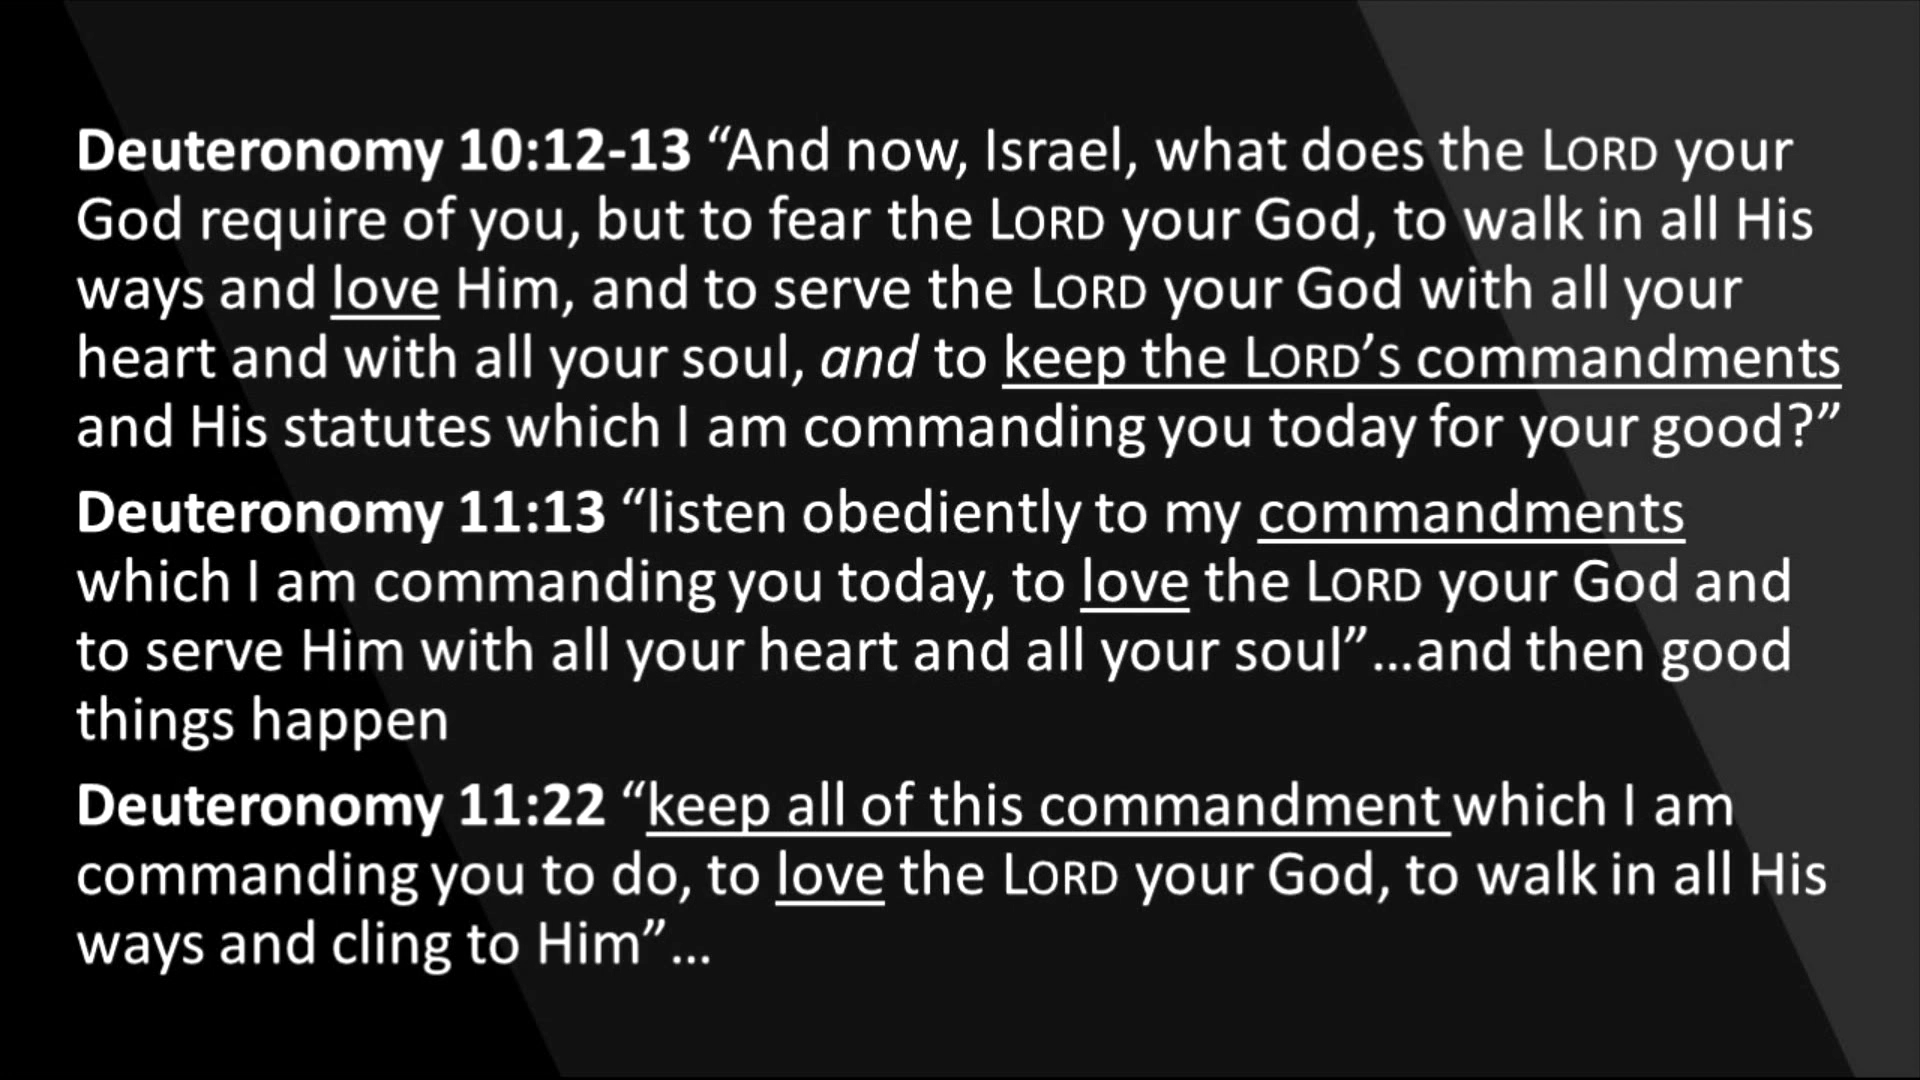 Deuteronomy 10:12-13 “And now, Israel, what does the LORD your
God require of you, but to fear the LORD your God, to walk in all His
ways and love Him, and to serve the LORD your God with all your
heart and with all your soul, and to keep the LORD’S commandments
and His statutes which I am commanding you today for your good?”
Deuteronomy 11:13 “listen obediently to my commandments
which I am commanding you today, to love the LORD your God and
to serve Him with all your heart and all your soul”...and then good
things happen
Deuteronomy 11:22 “keep all of this commandment which I am
commanding you to do, to love the LORD your God, to walk in all His
ways and cling to Him”...